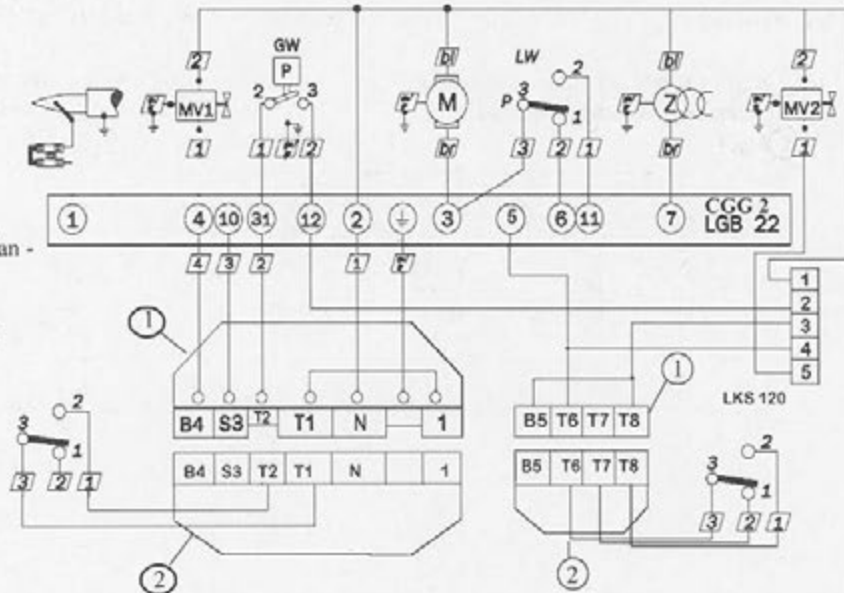 GW
LW
2 P bl 3 2 bl 2
MV1 2 3 M P Z MV2
1 1 1 2 br 3 2 1 br 1
1 4 10 31 12 2 3 5 6 11 7 CGG 2
LGB 22
an -
4 3 2 1
1
2
3
4
5
LKS 120
1
1
B4 S3 T2 T1 N 1
B5 T6 T7 T8
2
3
1
3 2 1
B4 S3 T2 T1 N 1
B5 T6 T7 T8
2
3
1
3 2 1
2
2